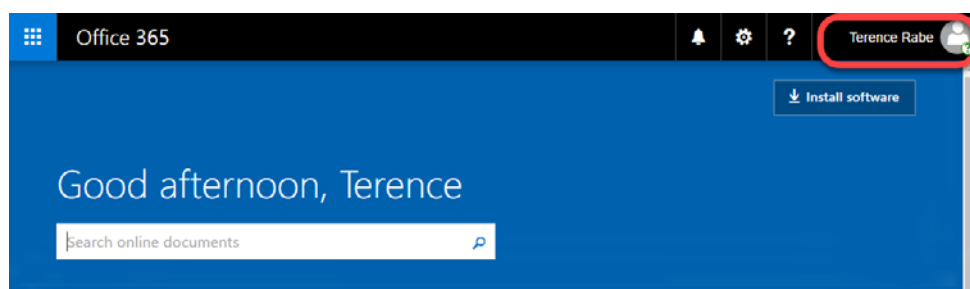 Office 365
?
Terence Rabe
Install software
Good afternoon, Terence
Search online documents